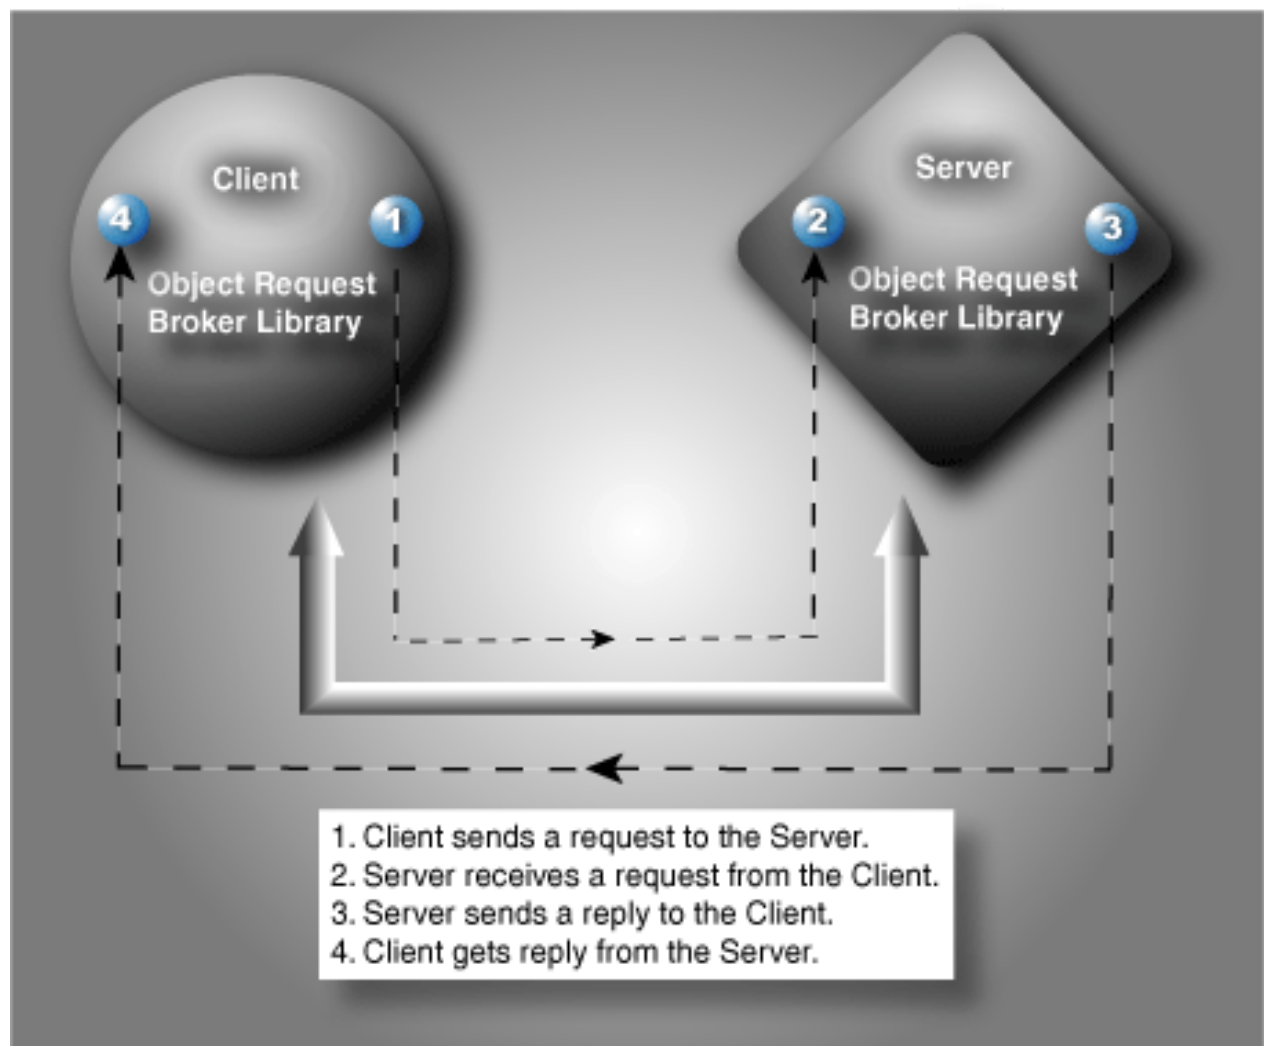 Client
4
1
Object Request
Broker Library
Server
2
3
Object Request
Broker Library
1. Client sends a request to the Server.
2. Server receives a request from the Client.
3. Server sends a reply to the Client.
4. Client gets reply from the Server.